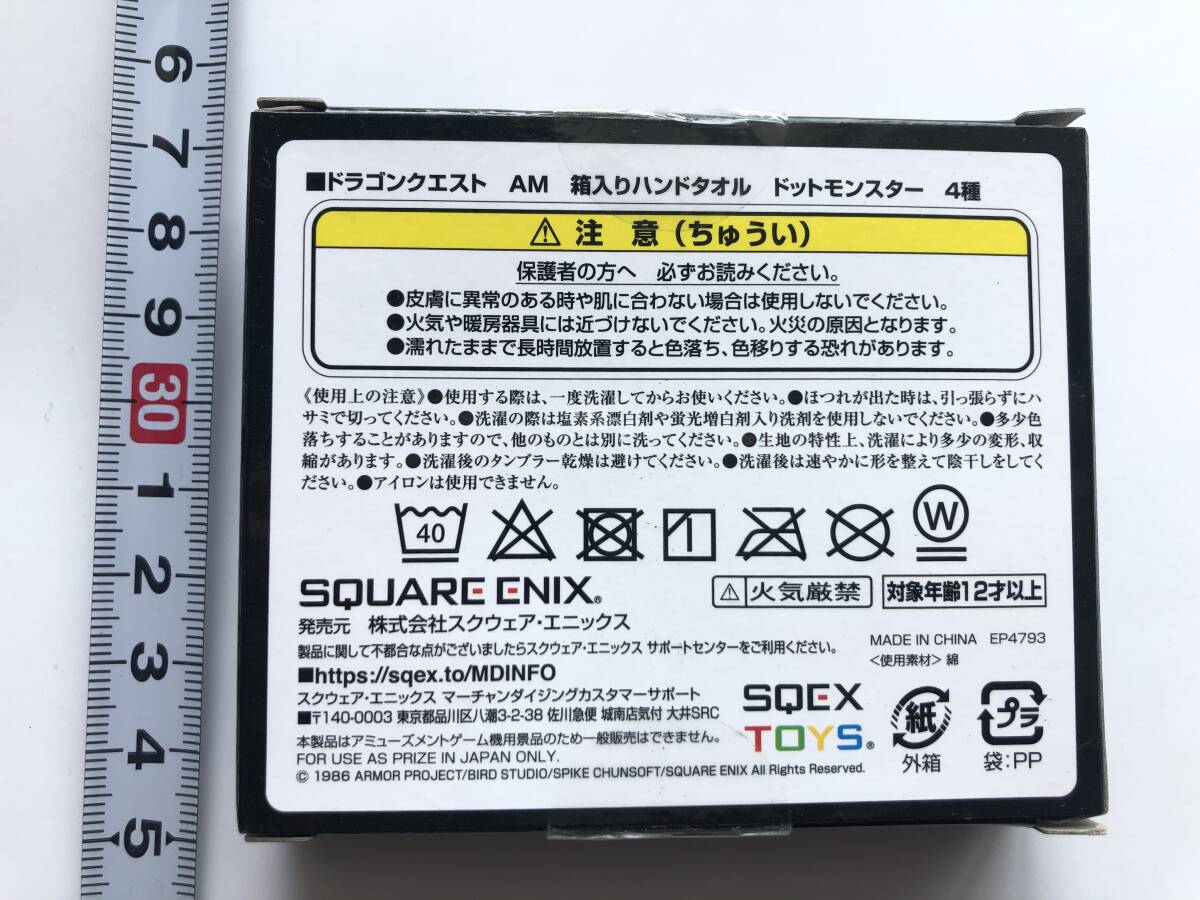 6
7
8
9
30
1
2
3
4
5
■ドラゴンクエスト AM 箱入りハンドタオル ドットモンスター 4種
⚠ 注 意(ちゅうい)
保護者の方へ 必ずお読みください。
●皮膚に異常のある時や肌に合わない場合は使用しないでください。
●火気や暖房器具には近づけないでください。火災の原因となります。
●濡れたままで長時間放置すると色落ち、色移りする恐れがあります。
《使用上の注意》●使用する際は、一度洗濯してからお使いください。●ほつれが出た時は、引っ張らずにハ
サミで切ってください。●洗濯の際は塩素系漂白剤や蛍光増白剤入り洗剤を使用しないでください。●多少色
落ちすることがありますので、他のものとは別に洗ってください。●生地の特性上、洗濯により多少の変形、収
縮があります。●洗濯後のタンブラー乾燥は避けてください。●洗濯後は速やかに形を整えて陰干しをしてく
ださい。●アイロンは使用できません。
40 W
SQUARE ENIX®
⚠火気厳禁 対象年齢12才以上
発売元 株式会社スクウェア・エニックス
製品に関して不都合な点がございましたらスクウェア・エニックス サポートセンターをご利用ください。
MADE IN CHINA EP4793
<使用素材> 綿
■https://sqex.to/MDINFO
スクウェア・エニックス マーチャンダイジングカスタマーサポート
■〒140-0003 東京都品川区八潮3-2-38 佐川急便 城南店気付 大井SRC
SQEX
TOYS®
紙
外箱
プラ
袋:PP
本製品はアミューズメントゲーム機用景品のため一般販売はできません。
FOR USE AS PRIZE IN JAPAN ONLY.
© 1986 ARMOR PROJECT/BIRD STUDIO/SPIKE CHUNSOFT/SQUARE ENIX All Rights Reserved.